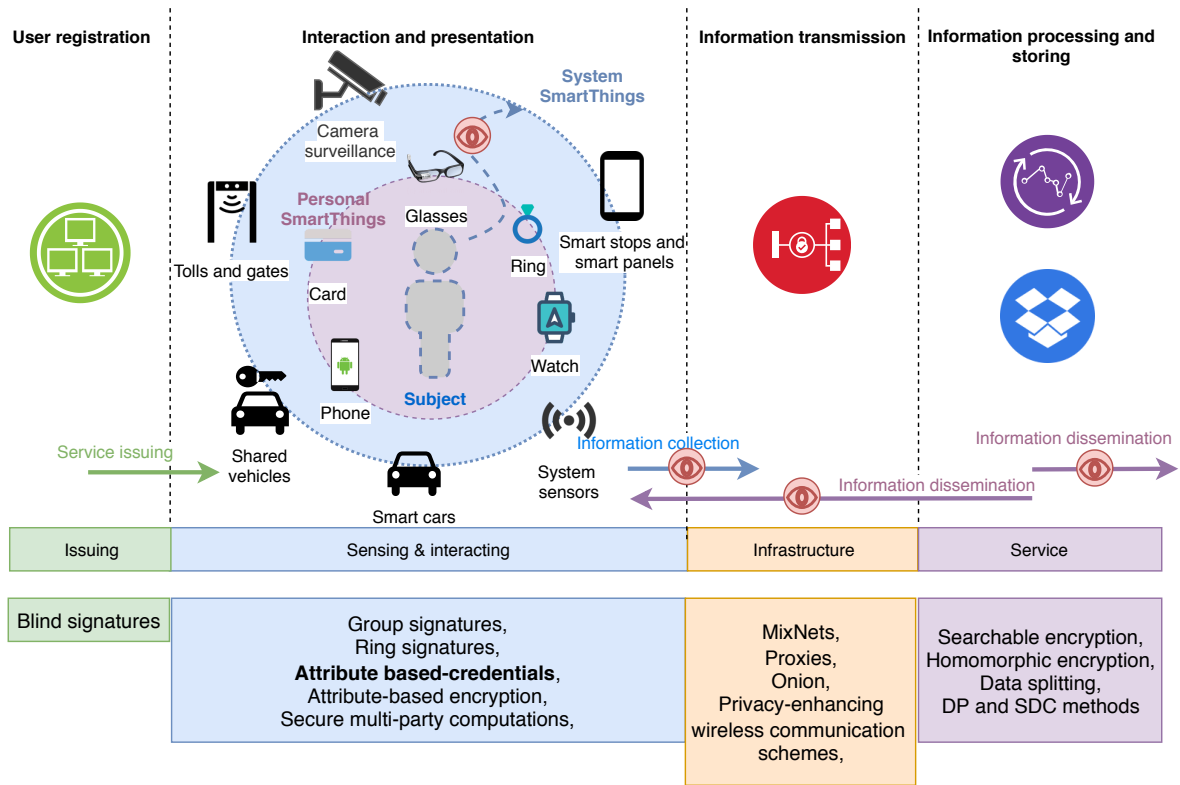 User registration
Interaction and presentation
Information transmission
Information processing and
storing
System
SmartThings
Camera
surveillance
Personal
SmartThings
Glasses
Tolls and gates
Card
Ring
Smart stops and
smart panels
Watch
Phone
Subject
Shared
vehicles
Smart cars
System
sensors
Service issuing
Information collection
Information dissemination
Information dissemination
Issuing
Sensing & interacting
Infrastructure
Service
Blind signatures
Group signatures,
Ring signatures,
Attribute based-credentials,
Attribute-based encryption,
Secure multi-party computations,
MixNets,
Proxies,
Onion,
Privacy-enhancing
wireless communication
schemes,
Searchable encryption,
Homomorphic encryption,
Data splitting,
DP and SDC methods